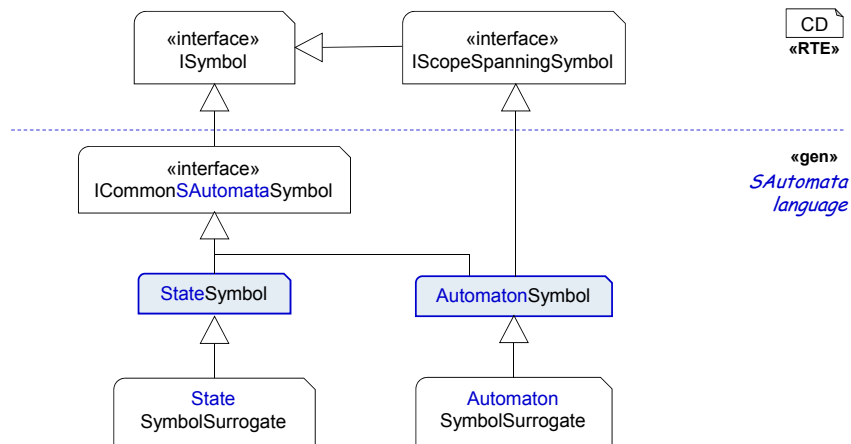 «interface»
ISymbol
«interface»
IScopeSpanningSymbol
CD
«RTE»
«interface»
ICommonSAutomataSymbol
«gen»
SAutomata
language
StateSymbol
AutomatonSymbol
State
SymbolSurrogate
Automaton
SymbolSurrogate